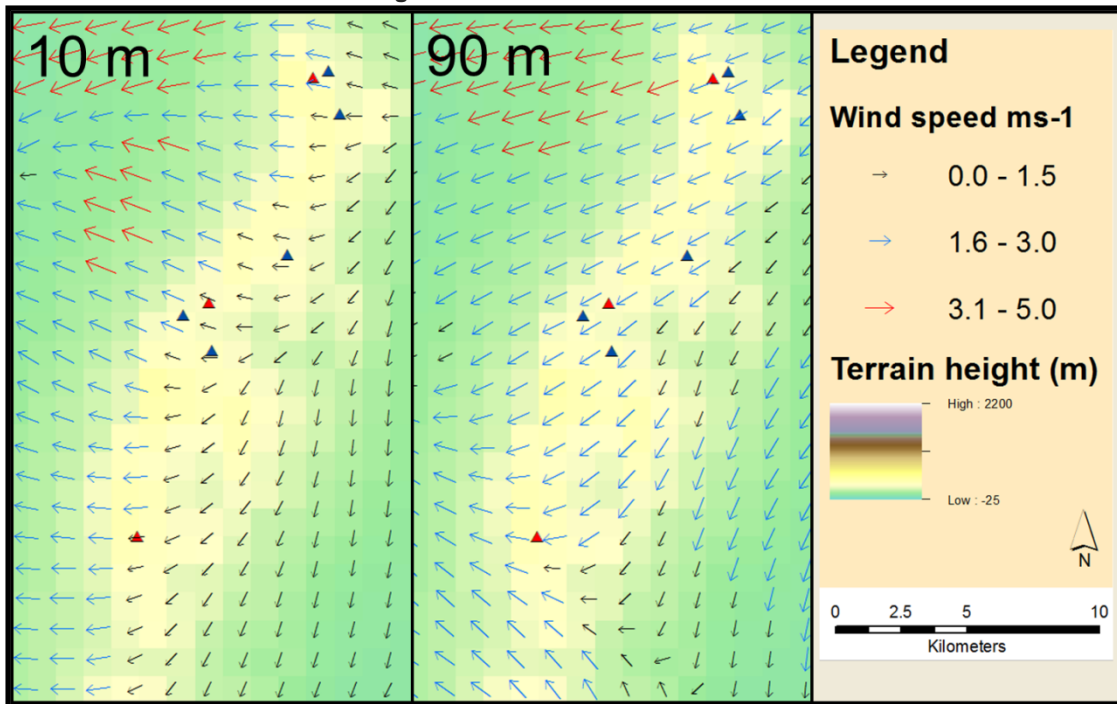 10 m
90 m
Legend
Wind speed ms-1
0.0 - 1.5
1.6 - 3.0
3.1 - 5.0
Terrain height (m)
High : 2200
Low : -25
N
0 2.5 5 10
Kilometers